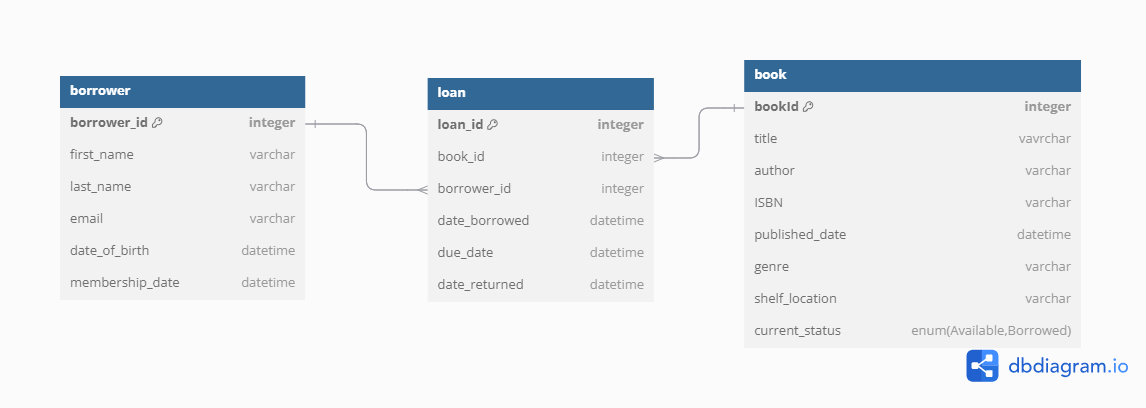 borrower
borrower_id integer
first_name varchar
last_name varchar
email varchar
date_of_birth datetime
membership_date datetime
loan
loan_id integer
book_id integer
borrower_id integer
date_borrowed datetime
due_date datetime
date_returned datetime
book
bookId integer
title vavrchar
author varchar
ISBN varchar
published_date datetime
genre varchar
shelf_location varchar
current_status enum(Available,Borrowed)
dbdiagram.io